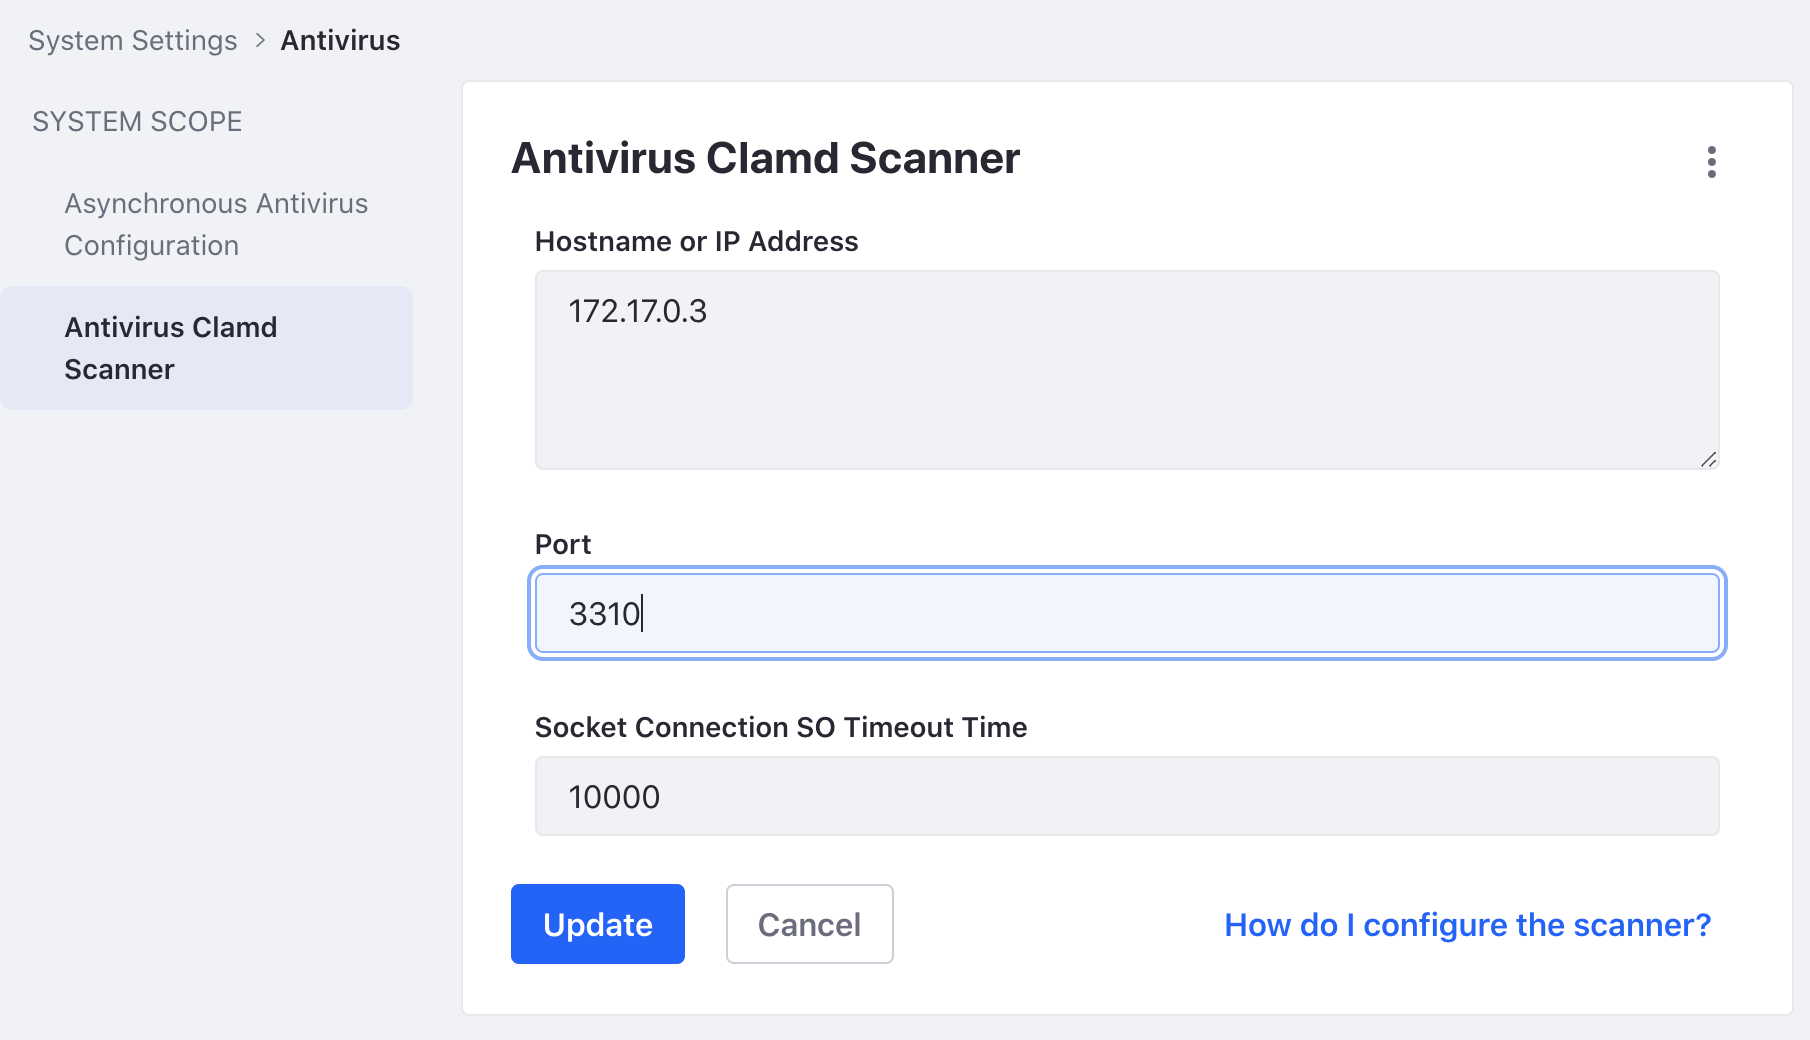 System Settings > Antivirus
SYSTEM SCOPE
Asynchronous Antivirus
Configuration
Antivirus Clamd
Scanner
Antivirus Clamd Scanner
Hostname or IP Address
172.17.0.3
Port
3310
Socket Connection SO Timeout Time
10000
Update
Cancel
How do I configure the scanner?